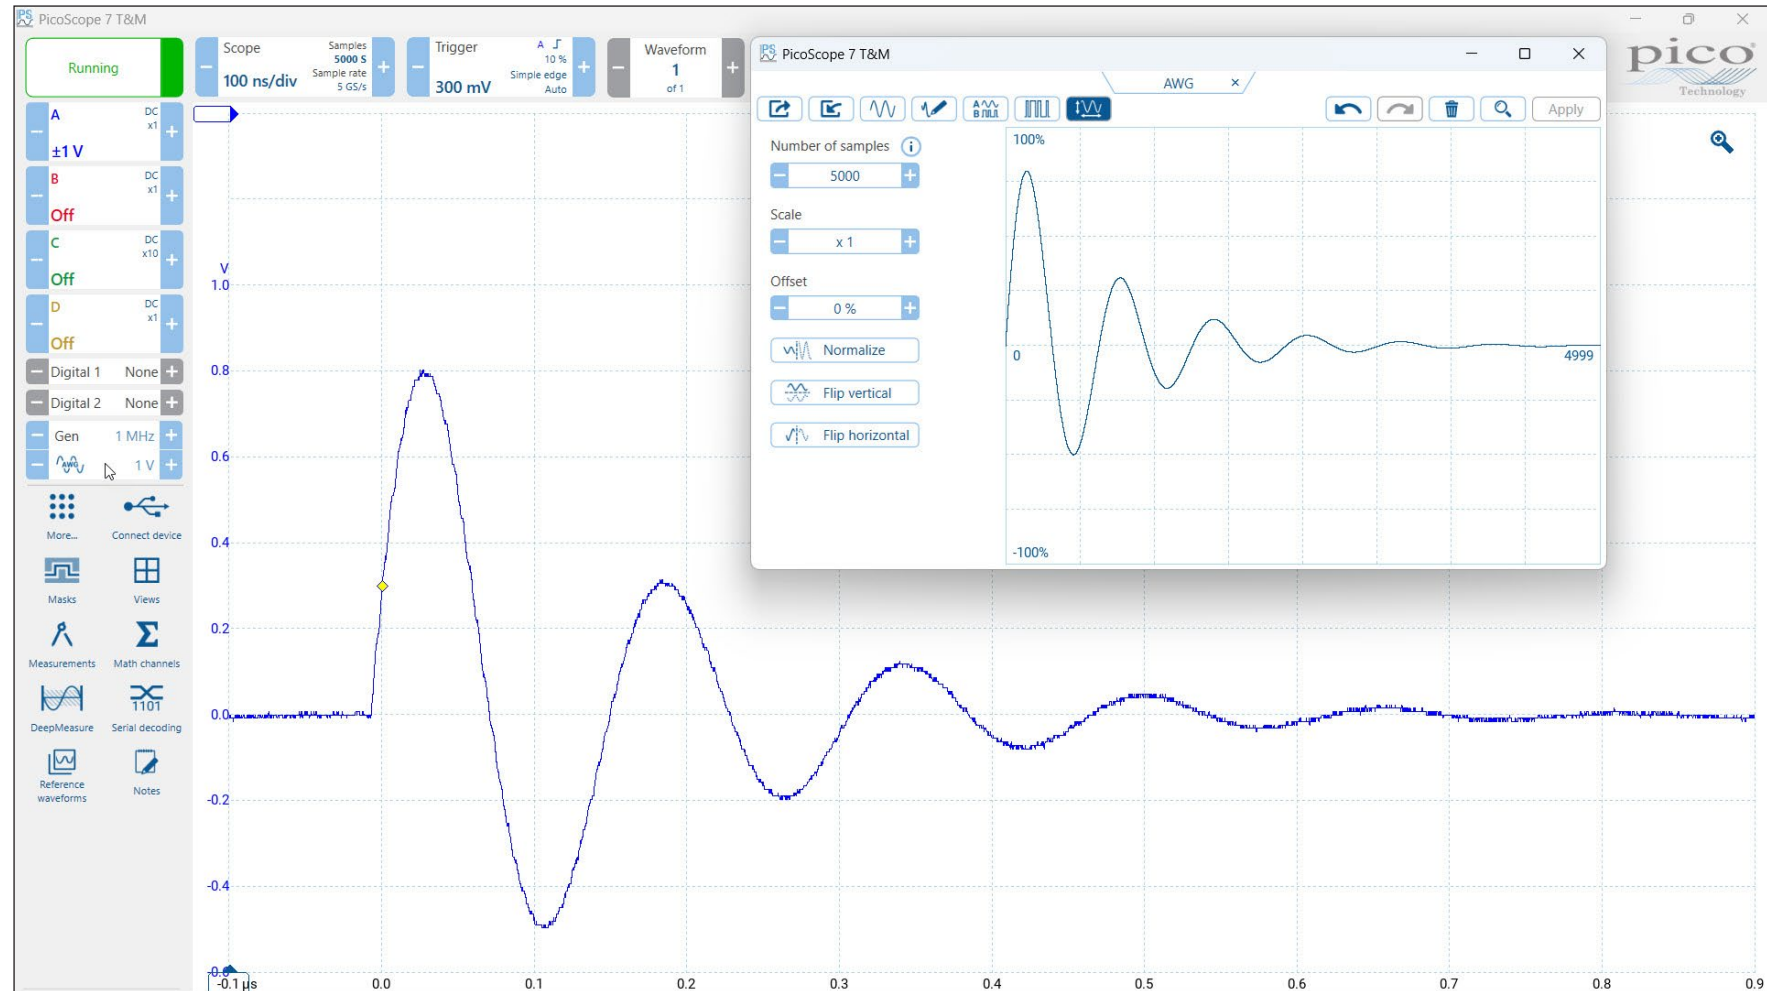 PicoScope 7 T&M
Running
Scope
100 ns/div
Samples
5000 S
Sample rate
5 GS/s
Trigger
300 mV
A
10 %
Simple edge
Auto
Waveform
1
of 1
pico
Technology
A
DC
x1
±1 V
B
DC
x1
Off
C
DC
x10
Off
D
DC
x1
Off
Digital 1 None
Digital 2 None
Gen 1 MHz
AWG 1 V
More...
Connect device
Masks
Views
Measurements
Math channels
DeepMeasure
1101
Serial decoding
Reference
waveforms
Notes
V
1.0
0.8
0.6
0.4
0.2
0.0
-0.2
-0.4
-0.1 µs
0.0
0.1
0.2
0.3
0.4
0.5
0.6
0.7
0.8
0.9
PicoScope 7 T&M
AWG
A
B
Apply
Number of samples
5000
Scale
x 1
Offset
0 %
Normalize
Flip vertical
Flip horizontal
100%
0
4999
-100%